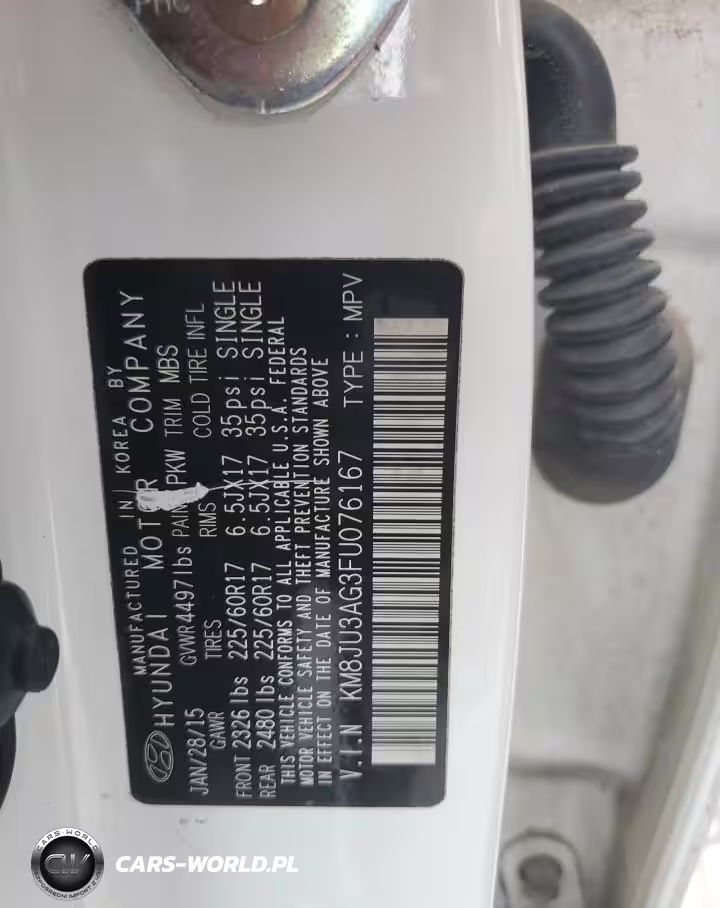 MANUFACTURED IN KOREA BY
HYUNDAI MOTOR COMPANY
JAN/28/15 GVWR 4497 lbs PAINT PKW TRIM MBS
GAWR TIRES RIMS COLD TIRE INFL
FRONT 2326 lbs 225/60R17 6.5JX17 35psi SINGLE
REAR 2480 lbs 225/60R17 6.5JX17 35psi SINGLE
THIS VEHICLE CONFORMS TO ALL APPLICABLE U.S.A. FEDERAL
MOTOR VEHICLE SAFETY AND THEFT PREVENTION STANDARDS
IN EFFECT ON THE DATE OF MANUFACTURE SHOWN ABOVE
V.I.N KM8JU3AG3FU076167 TYPE : MPV
CARS-WORLD
CW
CARS-WORLD.PL